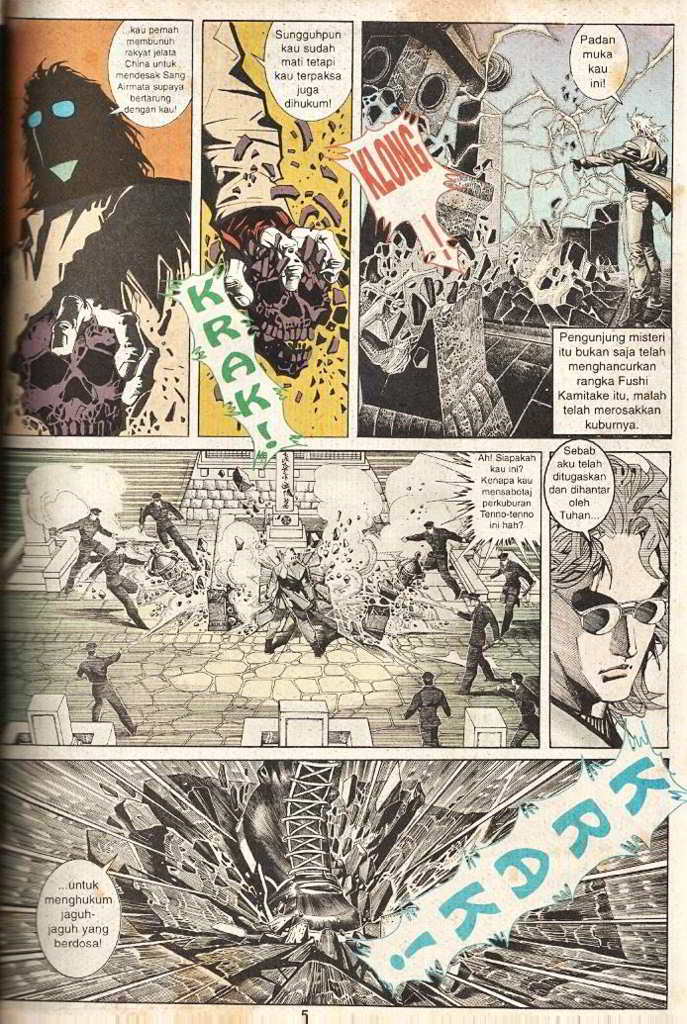 ...kau pernah
membunuh
rakyat jelata
China untuk
mendesak Sang
Airmata supaya
bertarung
dengan kau!
Sungguhpun
kau sudah
mati tetapi
kau terpaksa
juga
dihukum!
Padan
muka
kau
ini!
KLONG
!
KRAK!
Pengunjung misteri
itu bukan saja telah
menghancurkan
rangka Fushi
Kamitake itu, malah
telah merosakkan
kuburnya.
Ah! Siapakah
kau ini?
Kenapa kau
mensabotaj
perkuburan
Tenno-tenno
ini hah?
Sebab
aku telah
ditugaskan
dan dihantar
oleh
Tuhan...
KRAK!
...untuk
menghukum
jaguh-
jaguh yang
berdosa!
5